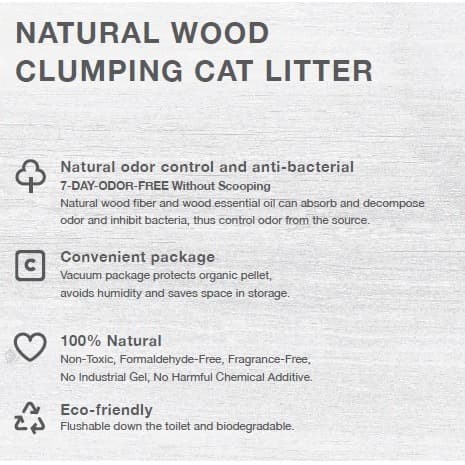 NATURAL WOOD
CLUMPING CAT LITTER
Natural odor control and anti-bacterial
7-DAY-ODOR-FREE Without Scooping
Natural wood fiber and wood essential oil can absorb and decompose
odor and inhibit bacteria, thus control odor from the source.
C
Convenient package
Vacuum package protects organic pellet,
avoids humidity and saves space in storage.
100% Natural
Non-Toxic, Formaldehyde-Free, Fragrance-Free,
No Industrial Gel, No Harmful Chemical Additive.
Eco-friendly
Flushable down the toilet and biodegradable.